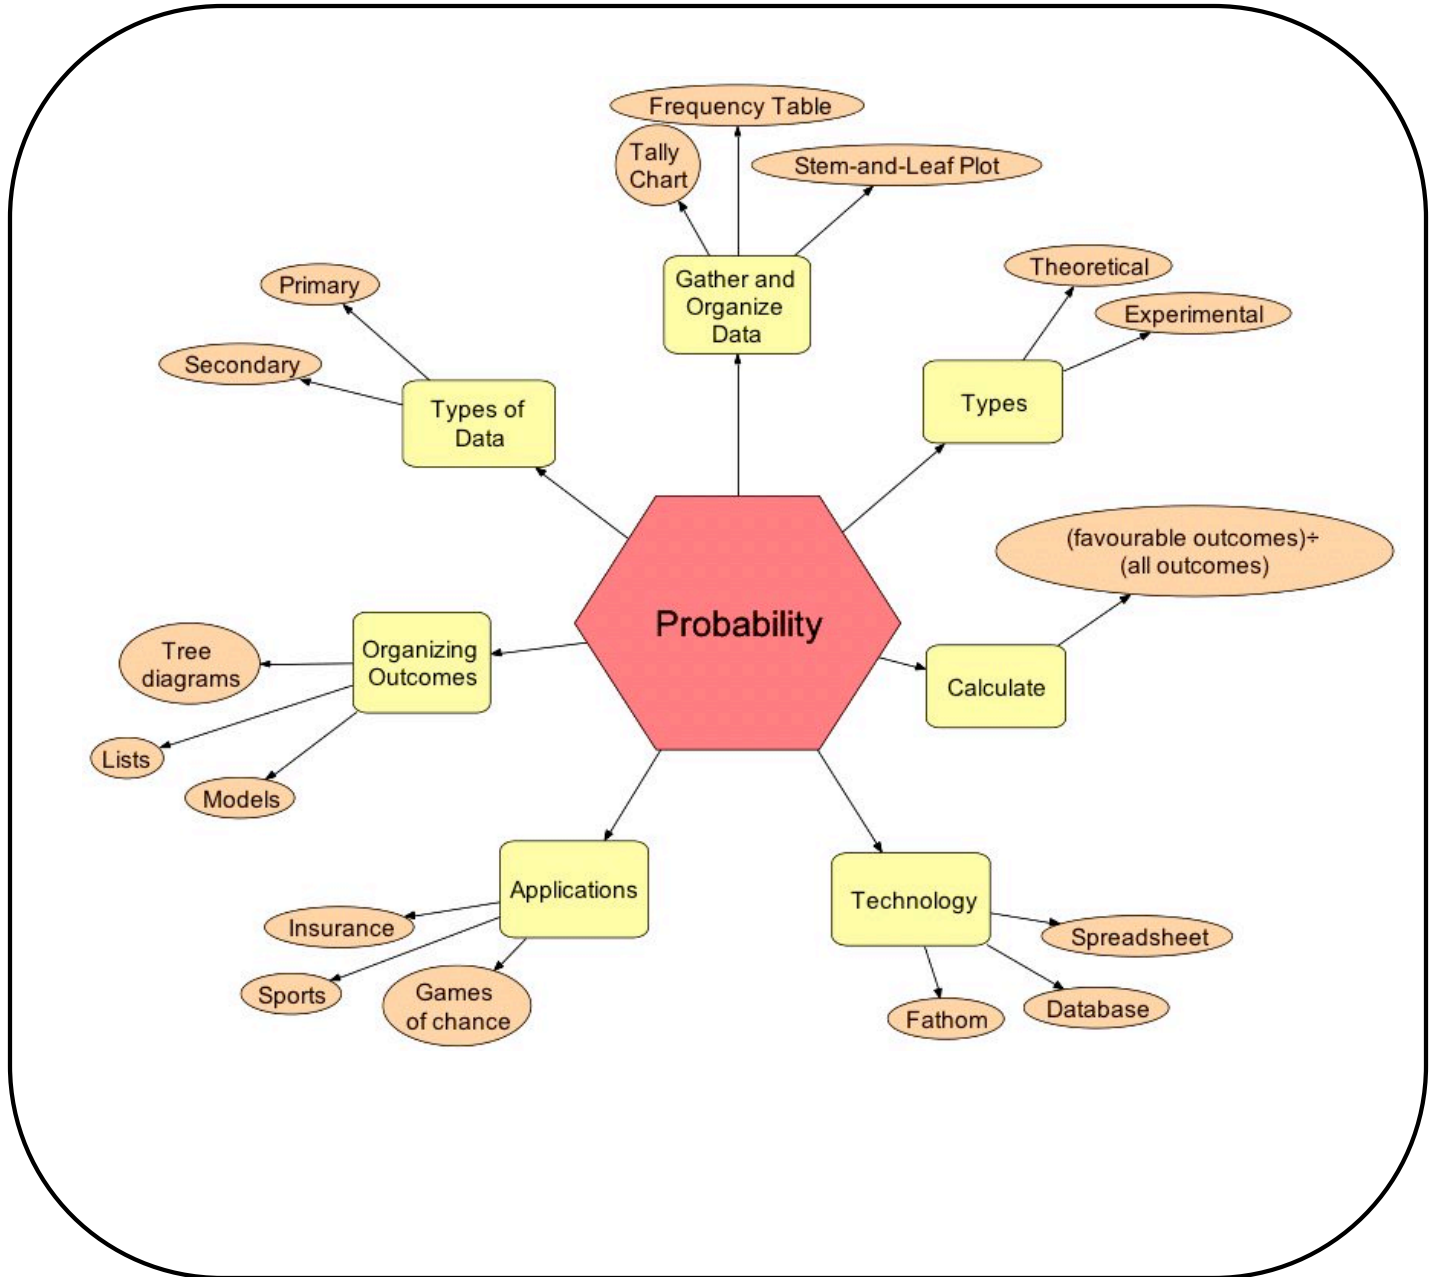 Frequency Table
Tally
Chart
Stem-and-Leaf Plot
Gather and
Organize
Data
Primary
Secondary
Types of
Data
Theoretical
Experimental
Types
(favourable outcomes)÷
(all outcomes)
Probability
Calculate
Organizing
Outcomes
Tree
diagrams
Lists
Models
Applications
Insurance
Sports
Games
of chance
Technology
Spreadsheet
Database
Fathom